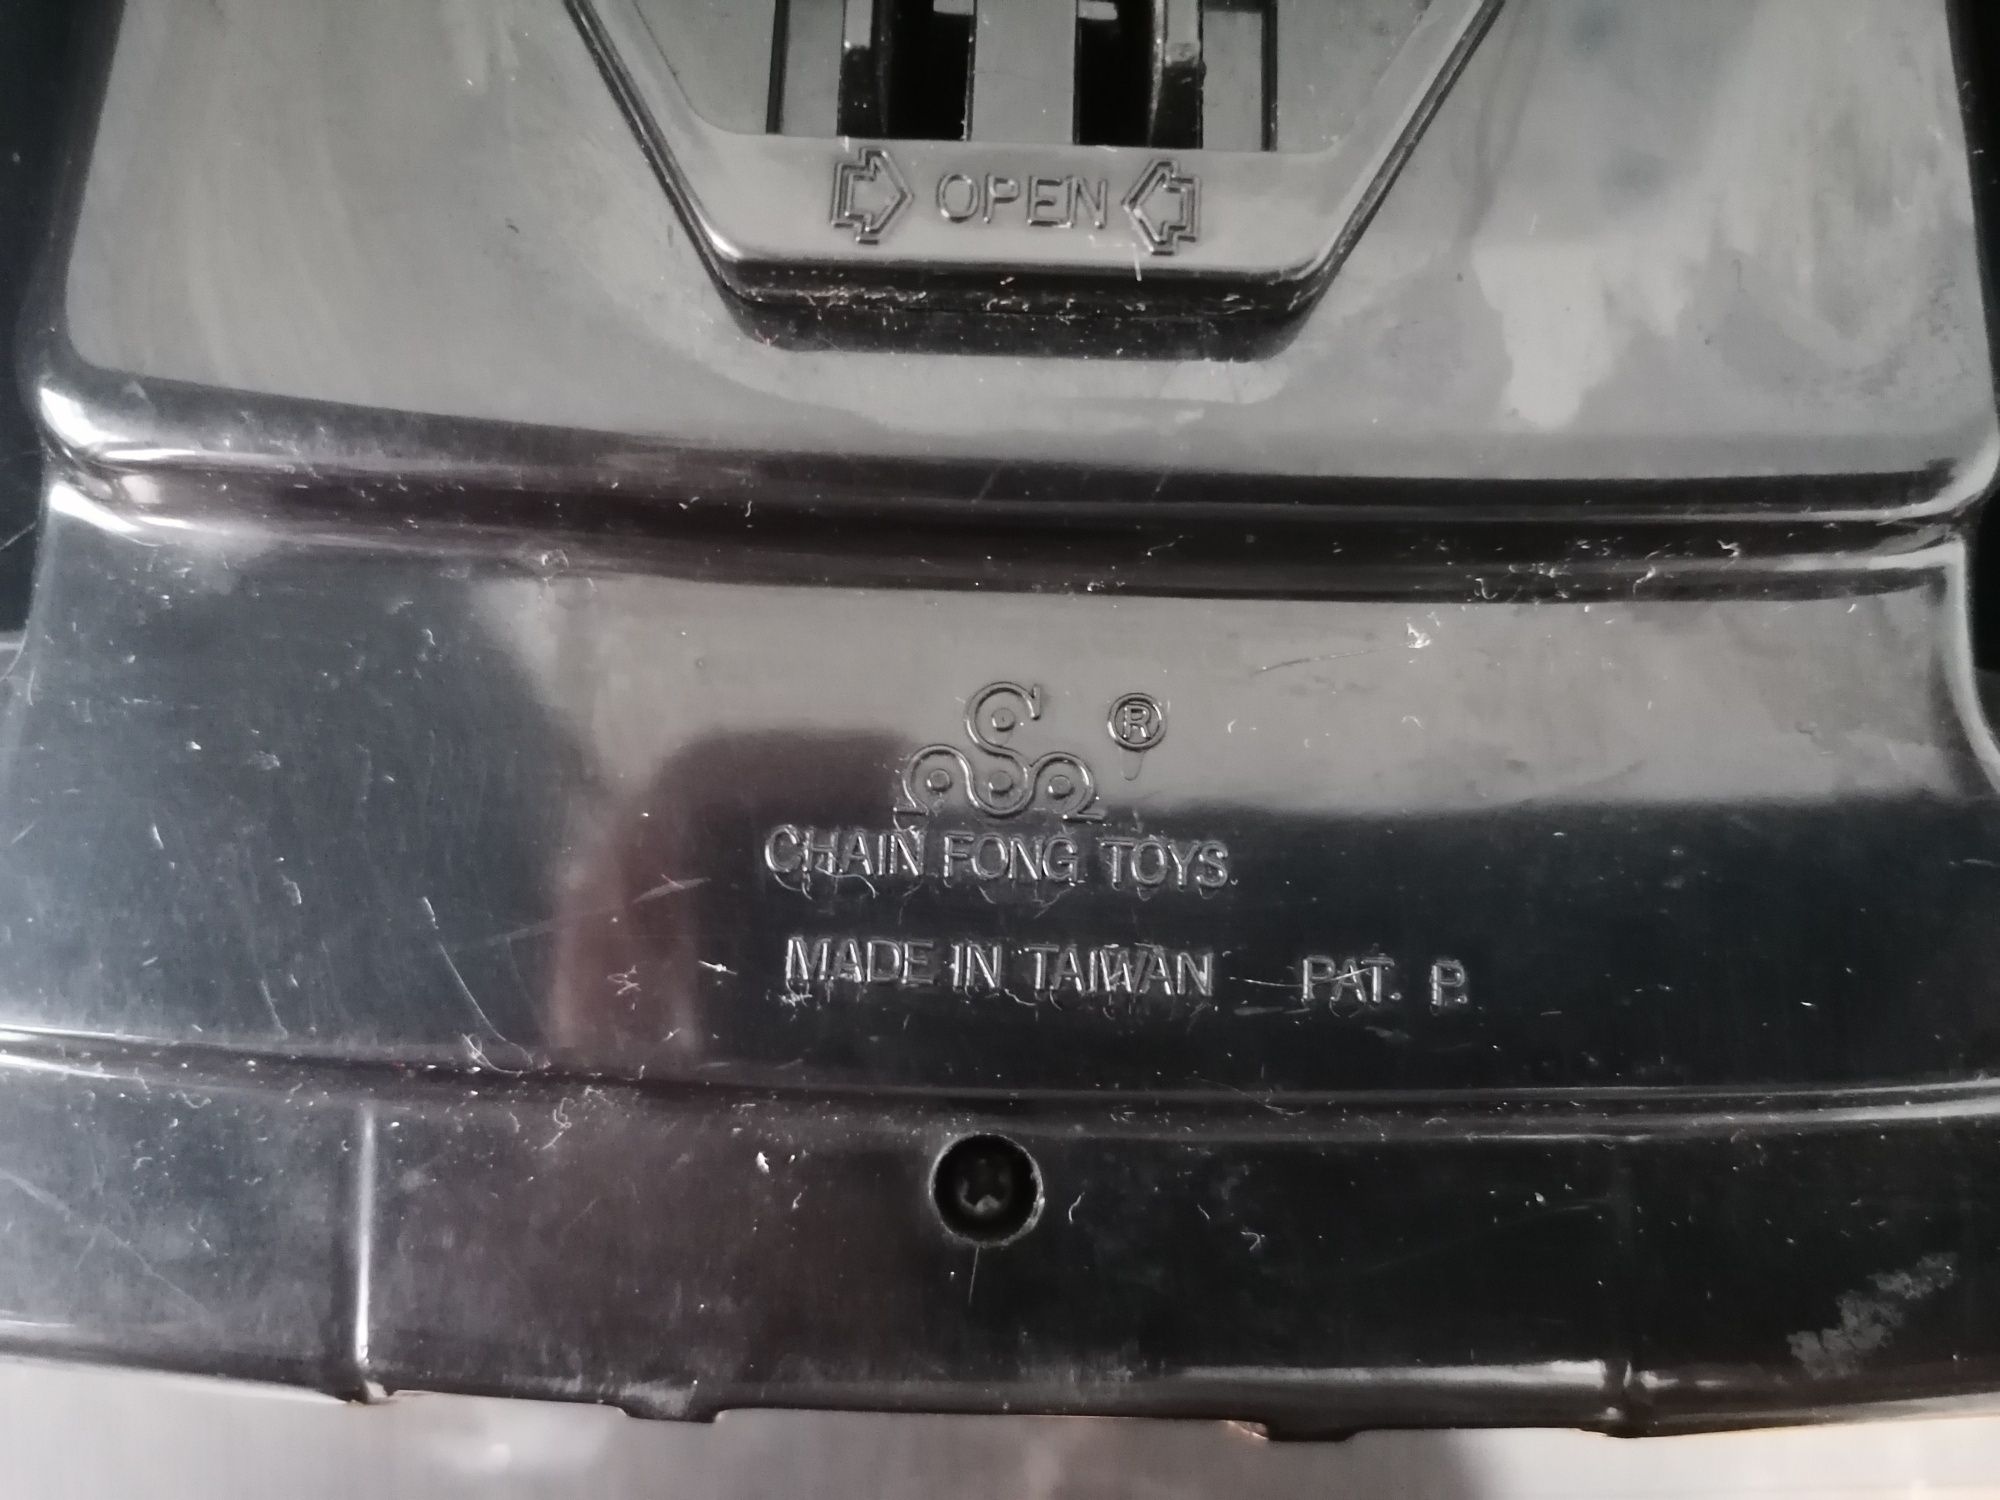 OPEN
®
CHAIN FONG TOYS.
MADE IN TAIWAN PAT. P.